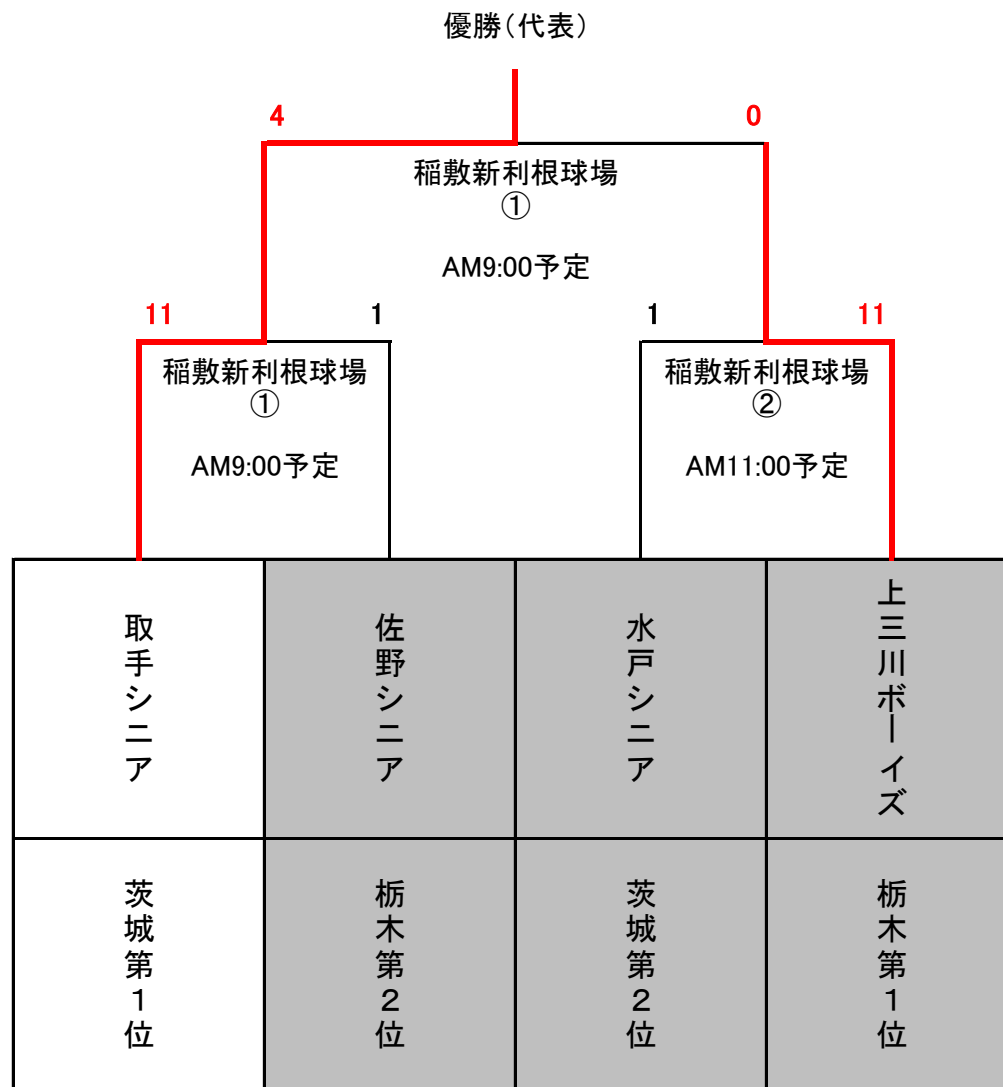 優勝(代表)
4
0
稲敷新利根球場
①
AM9:00予定
11
1
1
11
稲敷新利根球場
①
AM9:00予定
稲敷新利根球場
②
AM11:00予定
取手シニア
佐野シニア
水戸シニア
上三川ボーイズ
茨城第1位
栃木第2位
茨城第2位
栃木第1位